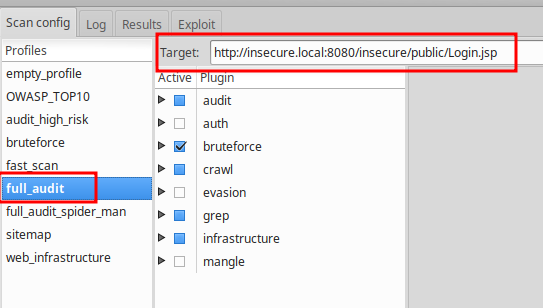 Scan config Log Results Exploit
Profiles
empty_profile
OWASP_TOP10
audit_high_risk
bruteforce
fast_scan
full_audit
full_audit_spider_man
sitemap
web_infrastructure
Target: http://insecure.local:8080/insecure/public/Login.jsp
Active Plugin
audit
auth
bruteforce
crawl
evasion
grep
infrastructure
mangle